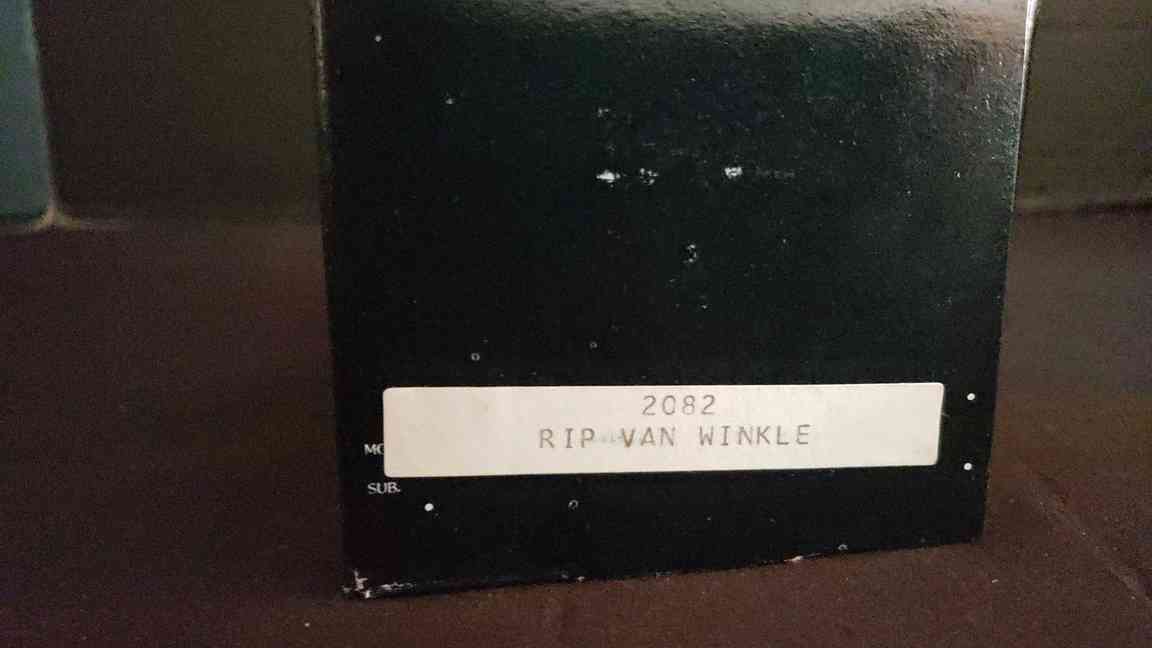 2082
RIP VAN WINKLE
SUB.